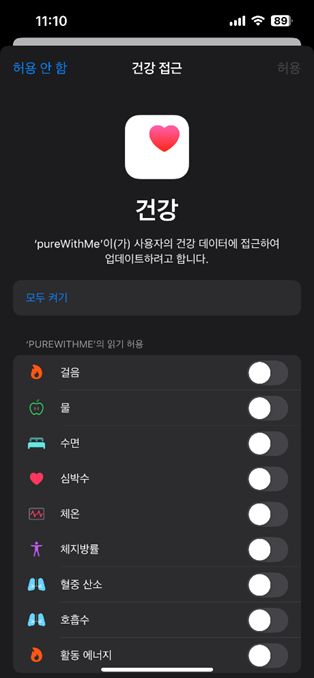 11:10
89
허용 안 함
건강 접근
허용
건강
‘pureWithMe’이(가) 사용자의 건강 데이터에 접근하여
업데이트하려고 합니다.
모두 켜기
‘PUREWITHME’의 읽기 허용
걸음
물
수면
심박수
체온
체지방률
혈중 산소
호흡수
활동 에너지